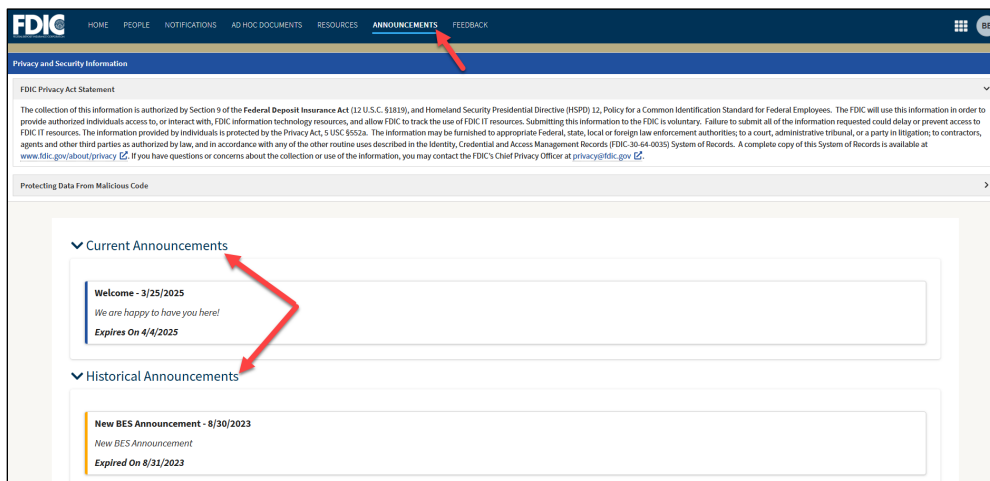 FDIC
HOME PEOPLE NOTIFICATIONS AD HOC DOCUMENTS RESOURCES ANNOUNCEMENTS FEEDBACK
BE
Privacy and Security Information
FDIC Privacy Act Statement
The collection of this information is authorized by Section 9 of the Federal Deposit Insurance Act (12 U.S.C. §1819), and Homeland Security Presidential Directive (HSPD) 12, Policy for a Common Identification Standard for Federal Employees. The FDIC will use this information in order to
provide authorized individuals access to, or interact with, FDIC information technology resources, and allow FDIC to track the use of FDIC IT resources. Submitting this information to the FDIC is voluntary. Failure to submit all of the information requested could delay or prevent access to
FDIC IT resources. The information provided by individuals is protected by the Privacy Act, 5 USC §552a. The information may be furnished to appropriate Federal, state, local or foreign law enforcement authorities; to a court, administrative tribunal, or a party in litigation; to contractors,
agents and other third parties as authorized by law, and in accordance with any of the other routine uses described in the Identity, Credential and Access Management Records (FDIC-30-64-0035) System of Records. A complete copy of this System of Records is available at
www.fdic.gov/about/privacy. If you have questions or concerns about the collection or use of the information, you may contact the FDIC's Chief Privacy Officer at privacy@fdic.gov.
Protecting Data From Malicious Code
Current Announcements
Welcome - 3/25/2025
We are happy to have you here!
Expires On 4/4/2025
Historical Announcements
New BES Announcement - 8/30/2023
New BES Announcement
Expired On 8/31/2023